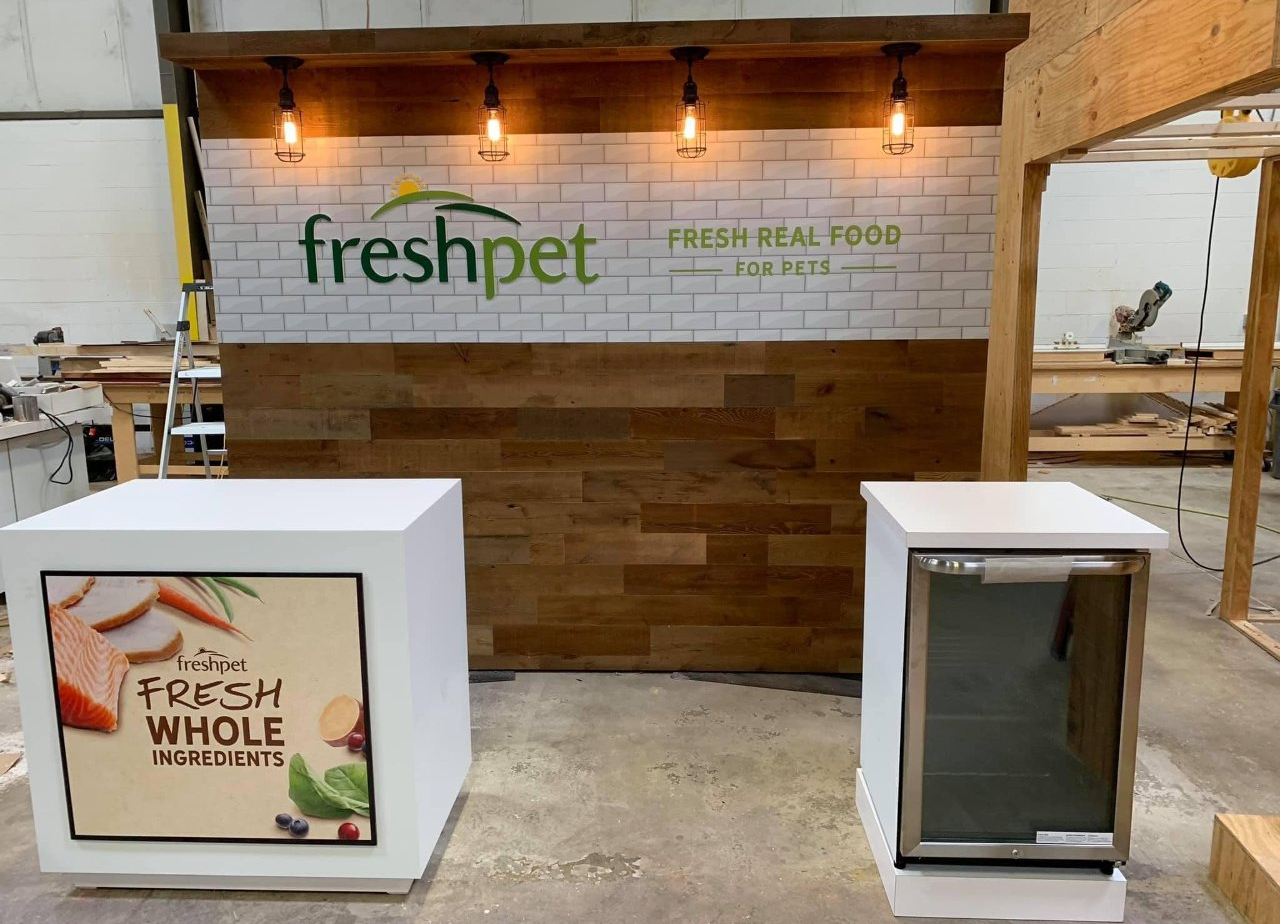 freshpet
FRESH REAL FOOD
FOR PETS
freshpet
FRESH
WHOLE
INGREDIENTS